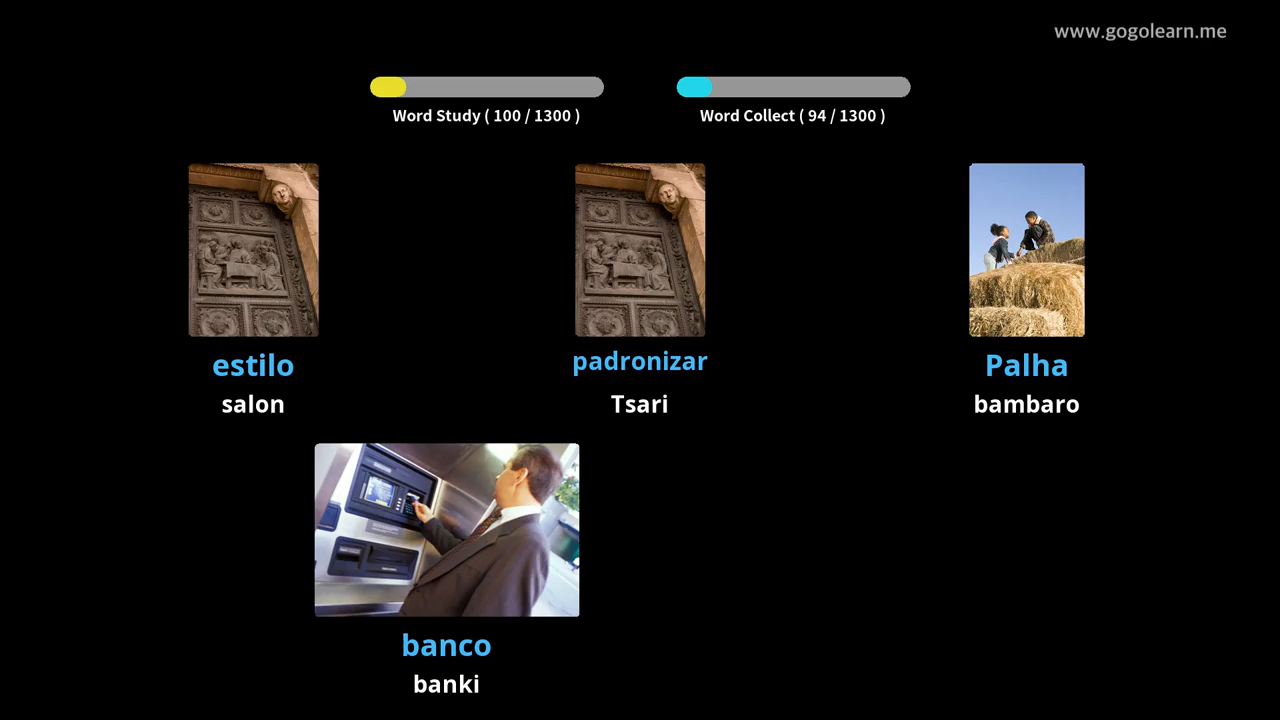 www.gogolearn.me
Word Study ( 100 / 1300 )
Word Collect ( 94 / 1300 )
estilo
padronizar
Palha
salon
Tsari
bambaro
banco
banki